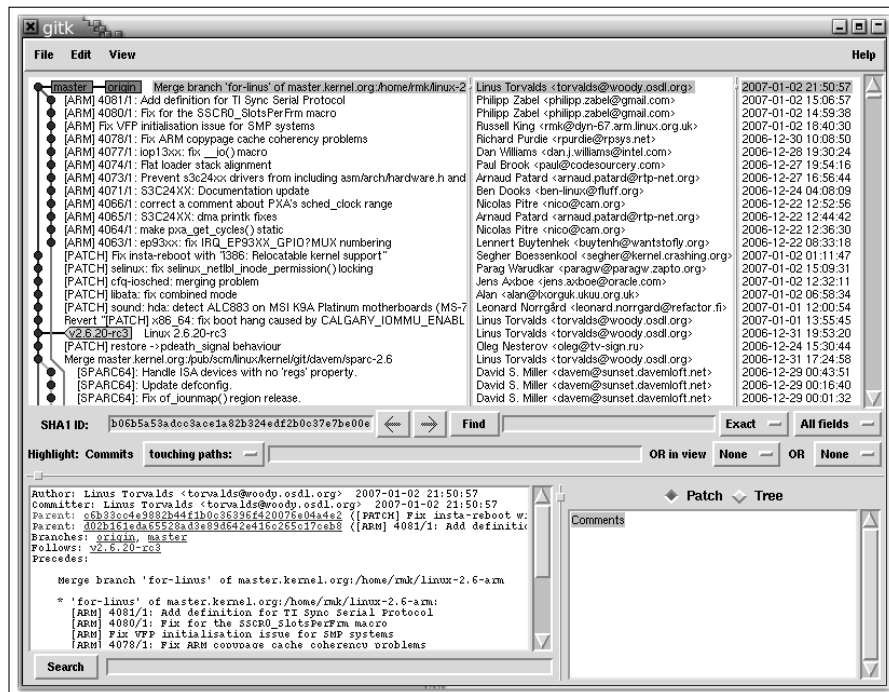 gitk
File Edit View Help
master origin Merge branch 'for-linus' of master.kernel.org:/home/rmk/linux-2 Linus Torvalds <torvalds@woody.osdl.org> 2007-01-02 21:50:57
[ARM] 4081/1: Add definition for TI Sync Serial Protocol Philipp Zabel <philipp.zabel@gmail.com> 2007-01-02 15:06:57
[ARM] 4080/1: Fix for the SSCR0_SlotsPerFrm macro Philipp Zabel <philipp.zabel@gmail.com> 2007-01-02 14:59:38
[ARM] Fix VFP initialisation issue for SMP systems Russell King <rmk@dyn-67.arm.linux.org.uk> 2007-01-02 18:40:30
[ARM] 4078/1: Fix ARM copypage cache coherency problems Richard Purdie <rpurdie@rpsys.net> 2006-12-30 10:08:50
[ARM] 4077/1: iop13xx: fix __io() macro Dan Williams <dan.j.williams@intel.com> 2006-12-28 19:30:24
[ARM] 4074/1: Flat loader stack alignment Paul Brook <paul@codesourcery.com> 2006-12-27 19:54:16
[ARM] 4073/1: Prevent s3c24xx drivers from including asm/arch/hardware.h and Arnaud Patard <arnaud.patard@rtp-net.org> 2006-12-27 16:56:44
[ARM] 4071/1: S3C24XX: Documentation update Ben Dooks <ben-linux@fluff.org> 2006-12-24 04:08:09
[ARM] 4066/1: correct a comment about PXA's sched_clock range Nicolas Pitre <nico@cam.org> 2006-12-22 12:52:56
[ARM] 4065/1: S3C24XX: dma printk fixes Arnaud Patard <arnaud.patard@rtp-net.org> 2006-12-22 12:44:42
[ARM] 4064/1: make pxa_get_cycles() static Nicolas Pitre <nico@cam.org> 2006-12-22 12:36:30
[ARM] 4063/1: ep93xx: fix IRQ_EP93XX_GPIO?MUX numbering Lennert Buytenhek <buytenh@wantstofly.org> 2006-12-22 08:33:18
[PATCH] Fix insta-reboot with "i386: Relocatable kernel support" Segher Boessenkool <segher@kernel.crashing.org> 2007-01-02 01:11:47
[PATCH] selinux: fix selinux_netlbl_inode_permission() locking Parag Warudkar <paragw@paragw.zapto.org> 2007-01-02 15:09:31
[PATCH] cfq-iosched: merging problem Jens Axboe <jens.axboe@oracle.com> 2007-01-02 12:32:11
[PATCH] libata: fix combined mode Alan <alan@lxorguk.ukuu.org.uk> 2007-01-02 06:58:34
[PATCH] sound: hda: detect ALC883 on MSI K9A Platinum motherboards (MS-7 Leonard Norrgård <leonard.norrgard@refactor.fi> 2007-01-01 12:00:54
Revert "[PATCH] x86_64: fix boot hang caused by CALGARY_IOMMU_ENABL Linus Torvalds <torvalds@woody.osdl.org> 2007-01-01 13:55:45
v2.6.20-rc3 Linux 2.6.20-rc3 Linus Torvalds <torvalds@woody.osdl.org> 2006-12-31 19:53:20
[PATCH] restore ->pdeath_signal behaviour Oleg Nesterov <oleg@tv-sign.ru> 2006-12-24 15:30:44
Merge master.kernel.org:/pub/scm/linux/kernel/git/davem/sparc-2.6 Linus Torvalds <torvalds@woody.osdl.org> 2006-12-31 17:24:58
[SPARC64]: Handle ISA devices with no 'regs' property. David S. Miller <davem@sunset.davemloft.net> 2006-12-29 00:43:51
[SPARC64]: Update defconfig. David S. Miller <davem@sunset.davemloft.net> 2006-12-29 00:16:40
[SPARC64]: Fix of_iounmap() region release. David S. Miller <davem@sunset.davemloft.net> 2006-12-29 00:01:32
SHA1 ID: b06b5a53adcc3ace1a82b324edf2b0c37e7be00e Find Exact All fields
Highlight: Commits touching paths: OR in view None OR None
Author: Linus Torvalds <torvalds@woody.osdl.org> 2007-01-02 21:50:57
Committer: Linus Torvalds <torvalds@woody.osdl.org> 2007-01-02 21:50:57
Parent: c6b33cc4e9882b44f1b0c36396f420076e04a4e2 ([PATCH] Fix insta-reboot w
Parent: d02b161eda65528ad3e89d642e416c265c17ceb8 ([ARM] 4081/1: Add definitio
Branches: origin, master
Follows: v2.6.20-rc3
Precedes:
Merge branch 'for-linus' of master.kernel.org:/home/rmk/linux-2.6-arm
* 'for-linus' of master.kernel.org:/home/rmk/linux-2.6-arm:
[ARM] 4081/1: Add definition for TI Sync Serial Protocol
[ARM] 4080/1: Fix for the SSCR0_SlotsPerFrm macro
[ARM] Fix VFP initialisation issue for SMP systems
[ARM] 4078/1: Fix ARM copypage cache coherency problems
Patch Tree
Comments
Search